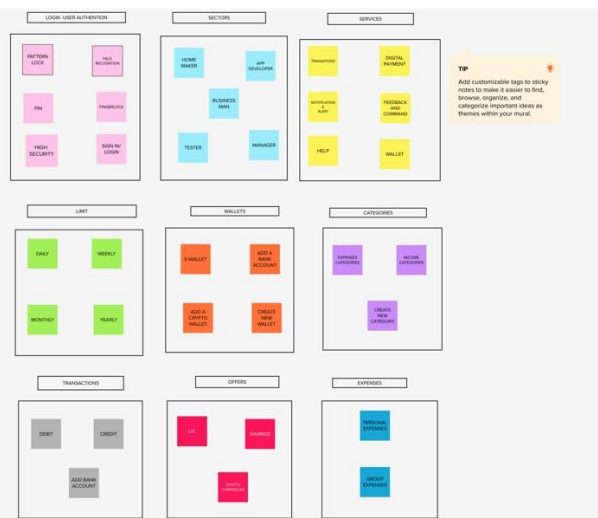 LOGIN -USER AUTHENTION
SECTORS
SERVICES
PATTERN
LOCK
FACE
RECOGNITION
PIN
FINGERLOCK
HIGH
SECURITY
SIGN IN/
LOGIN
HOME
MAKER
APP
DEVELOPER
BUSINESS
MAN
TESTER
MANAGER
TRANSATIONS
DIGITAL
PAYMENT
NOTIFICATION
& ALERT
FEEDBACK
AND
COMMAND
HELP
WALLET
TIP
Add customizable tags to sticky
notes to make it easier to find,
browse, organize, and
categorize important ideas as
themes within your mural.
LIMIT
WALLETS
CATEGORIES
DAILY
WEEKLY
MONTHLY
YEARLY
E-WALLET
ADD A
BANK
ACCOUNT
ADD A
CRYPTO
WALLET
CREATE
NEW
WALLET
EXPENSES
CATEGORIES
INCOME
CATEGORIES
CREATE
NEW
CATEGORY
TRANSACTIONS
OFFERS
EXPENSES
DEBIT
CREDIT
ADD BANK
ACCOUNT
LIC
SAVINGS
CRYPTO
CURRENCIES
PERSONAL
EXPENSES
GROUP
EXPENSES